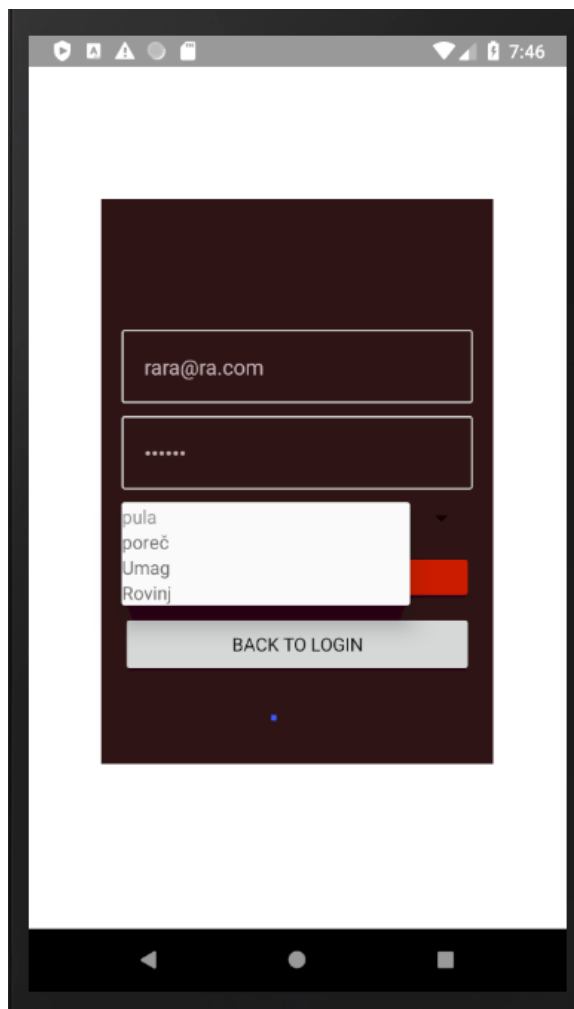 7:46
rara@ra.com
••••••
pula
poreč
Umag
Rovinj
BACK TO LOGIN